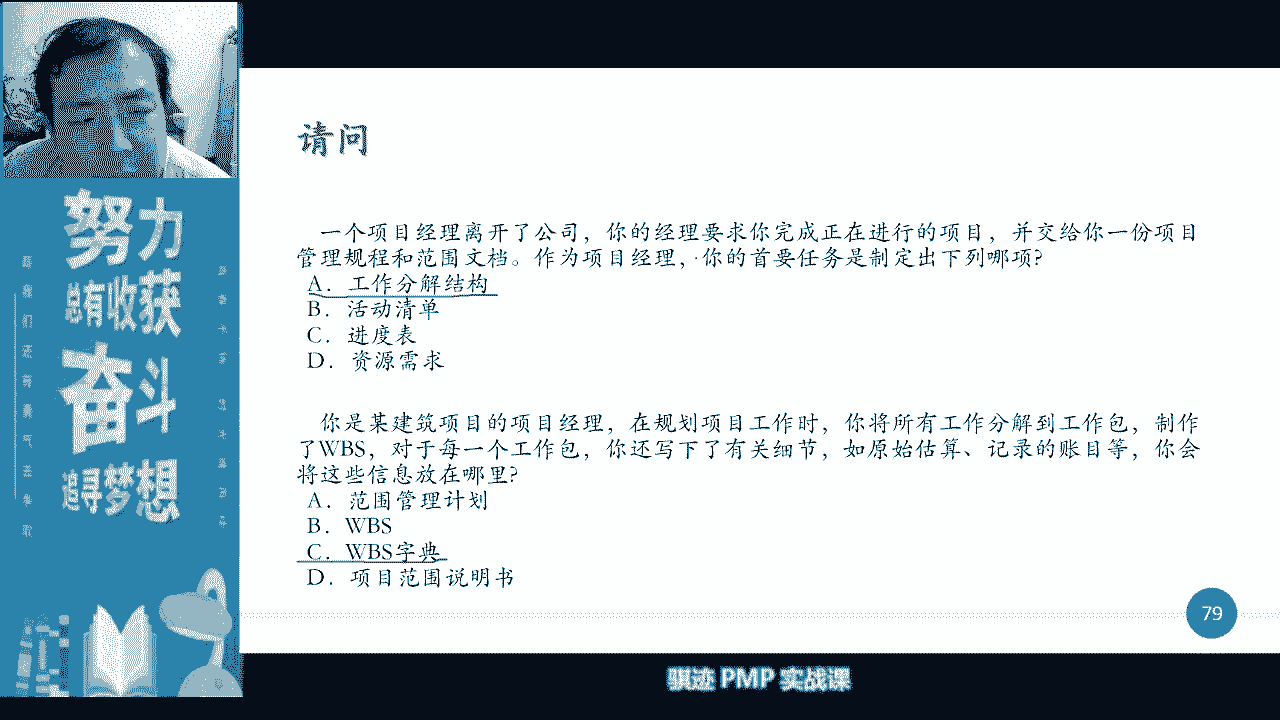 请问
一个项目经理离开了公司，你的经理要求你完成正在进行的项目，并交给你一份项目
管理规程和范围文档。作为项目经理，你的首要任务是制定出下列哪项?
A．工作分解结构
B．活动清单
C．进度表
D．资源需求
你是某建筑项目的项目经理，在规划项目工作时，你将所有工作分解到工作包，制作
了WBS，对于每一个工作包，你还写下了有关细节，如原始估算、记录的账目等，你会
将这些信息放在哪里?
A．范围管理计划
B．WBS
C．WBS字典
D．项目范围说明书
79
努力
总有收获
奋斗
追寻梦想
骐迹 PMP 实战课